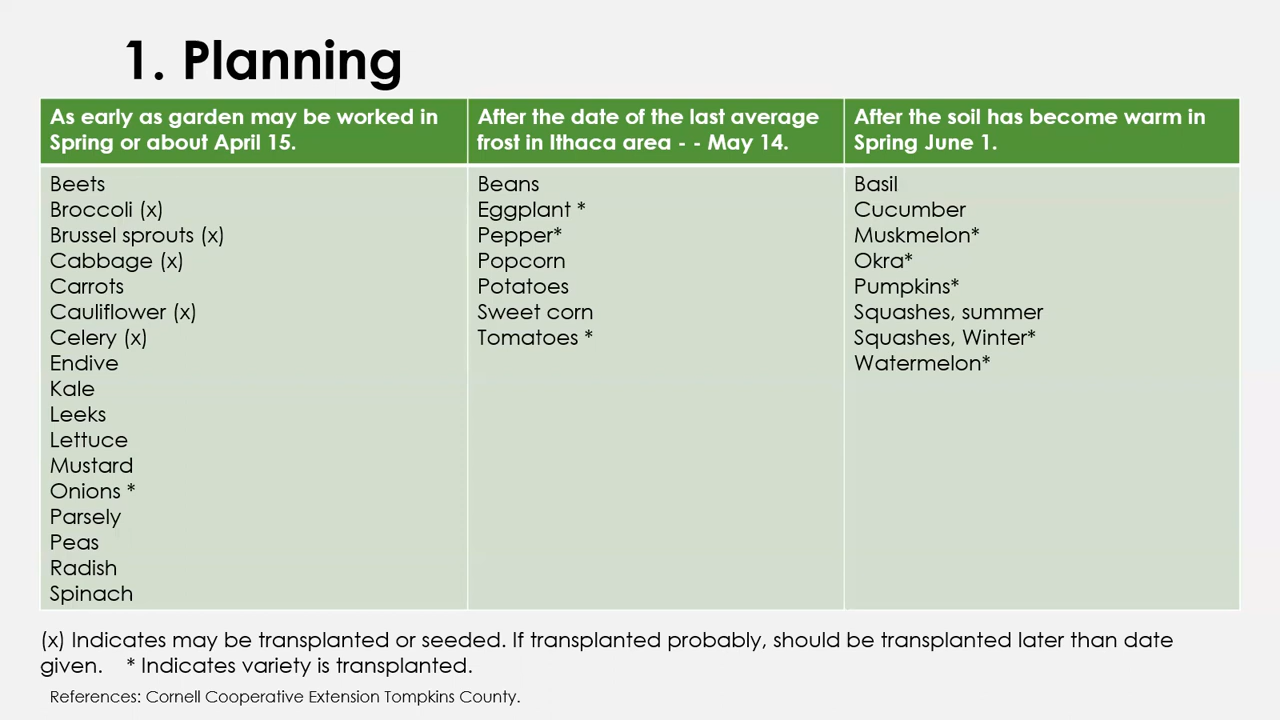 1. Planning
As early as garden may be worked in
Spring or about April 15.
After the date of the last average
frost in Ithaca area - - May 14.
After the soil has become warm in
Spring June 1.
Beets
Broccoli (x)
Brussel sprouts (x)
Cabbage (x)
Carrots
Cauliflower (x)
Celery (x)
Endive
Kale
Leeks
Lettuce
Mustard
Onions *
Parsely
Peas
Radish
Spinach
Beans
Eggplant *
Pepper*
Popcorn
Potatoes
Sweet corn
Tomatoes *
Basil
Cucumber
Muskmelon*
Okra*
Pumpkins*
Squashes, summer
Squashes, Winter*
Watermelon*
(x) Indicates may be transplanted or seeded. If transplanted probably, should be transplanted later than date
given. * Indicates variety is transplanted.
References: Cornell Cooperative Extension Tompkins County.